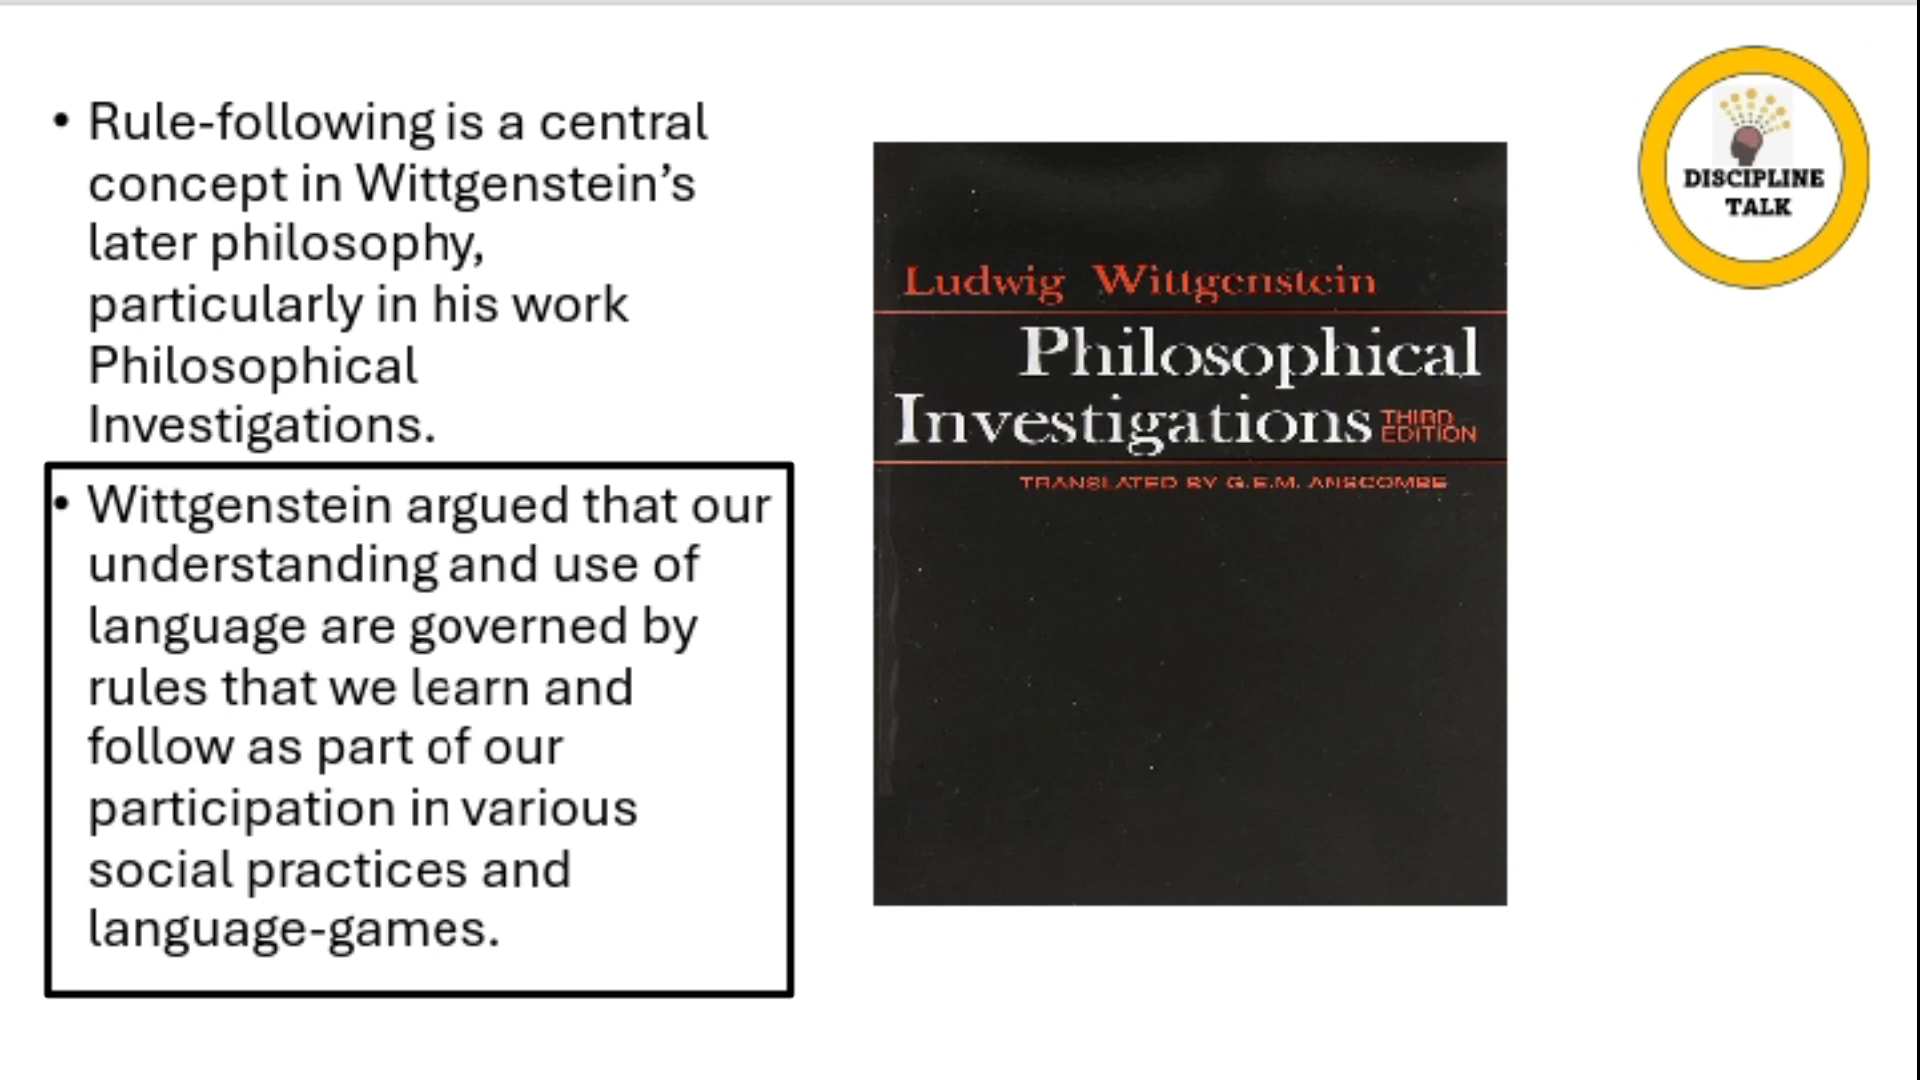 • Rule-following is a central
concept in Wittgenstein’s
later philosophy,
particularly in his work
Philosophical
Investigations.
• Wittgenstein argued that our
understanding and use of
language are governed by
rules that we learn and
follow as part of our
participation in various
social practices and
language-games.
Ludwig Wittgenstein
Philosophical
Investigations THIRD
EDITION
TRANSLATED BY G.E.M. ANSCOMBE
DISCIPLINE
TALK